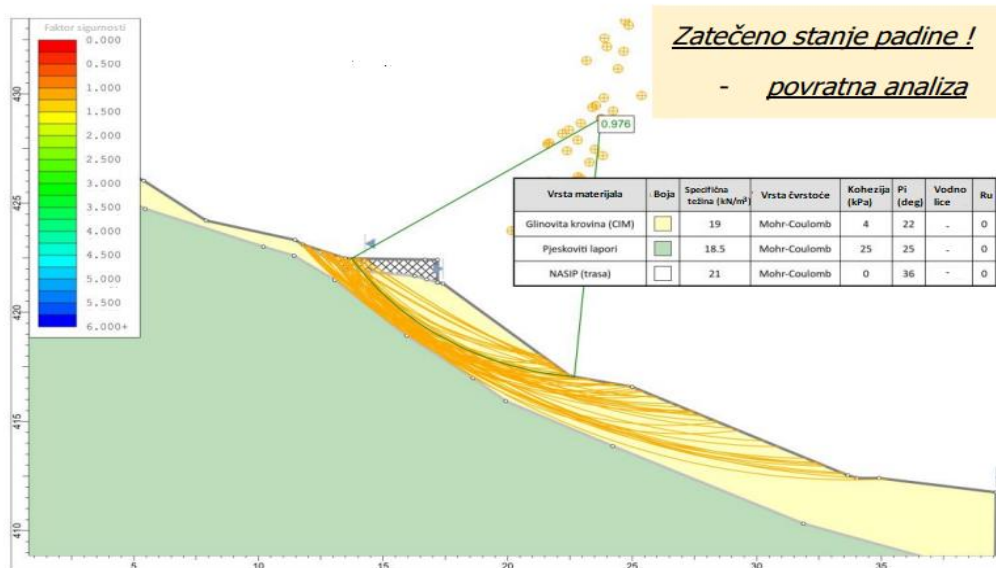 Faktor sigurnosti
0.000
0.500
1.000
1.500
2.000
2.500
3.000
3.500
4.000
4.500
5.000
5.500
6.000+
Zatečeno stanje padine !
- povratna analiza
0.976
Vrsta materijala Boja Specifična težina (kN/m³) Vrsta čvrstoće Kohezija (kPa) Pi (deg) Vodno lice Ru
Glinovita krovina (CIM) 19 Mohr-Coulomb 4 22 - 0
Pjeskoviti lapori 18.5 Mohr-Coulomb 25 25 - 0
NASIP (trasa) 21 Mohr-Coulomb 0 36 - 0
430
425
420
415
410
5 10 15 20 25 30 35